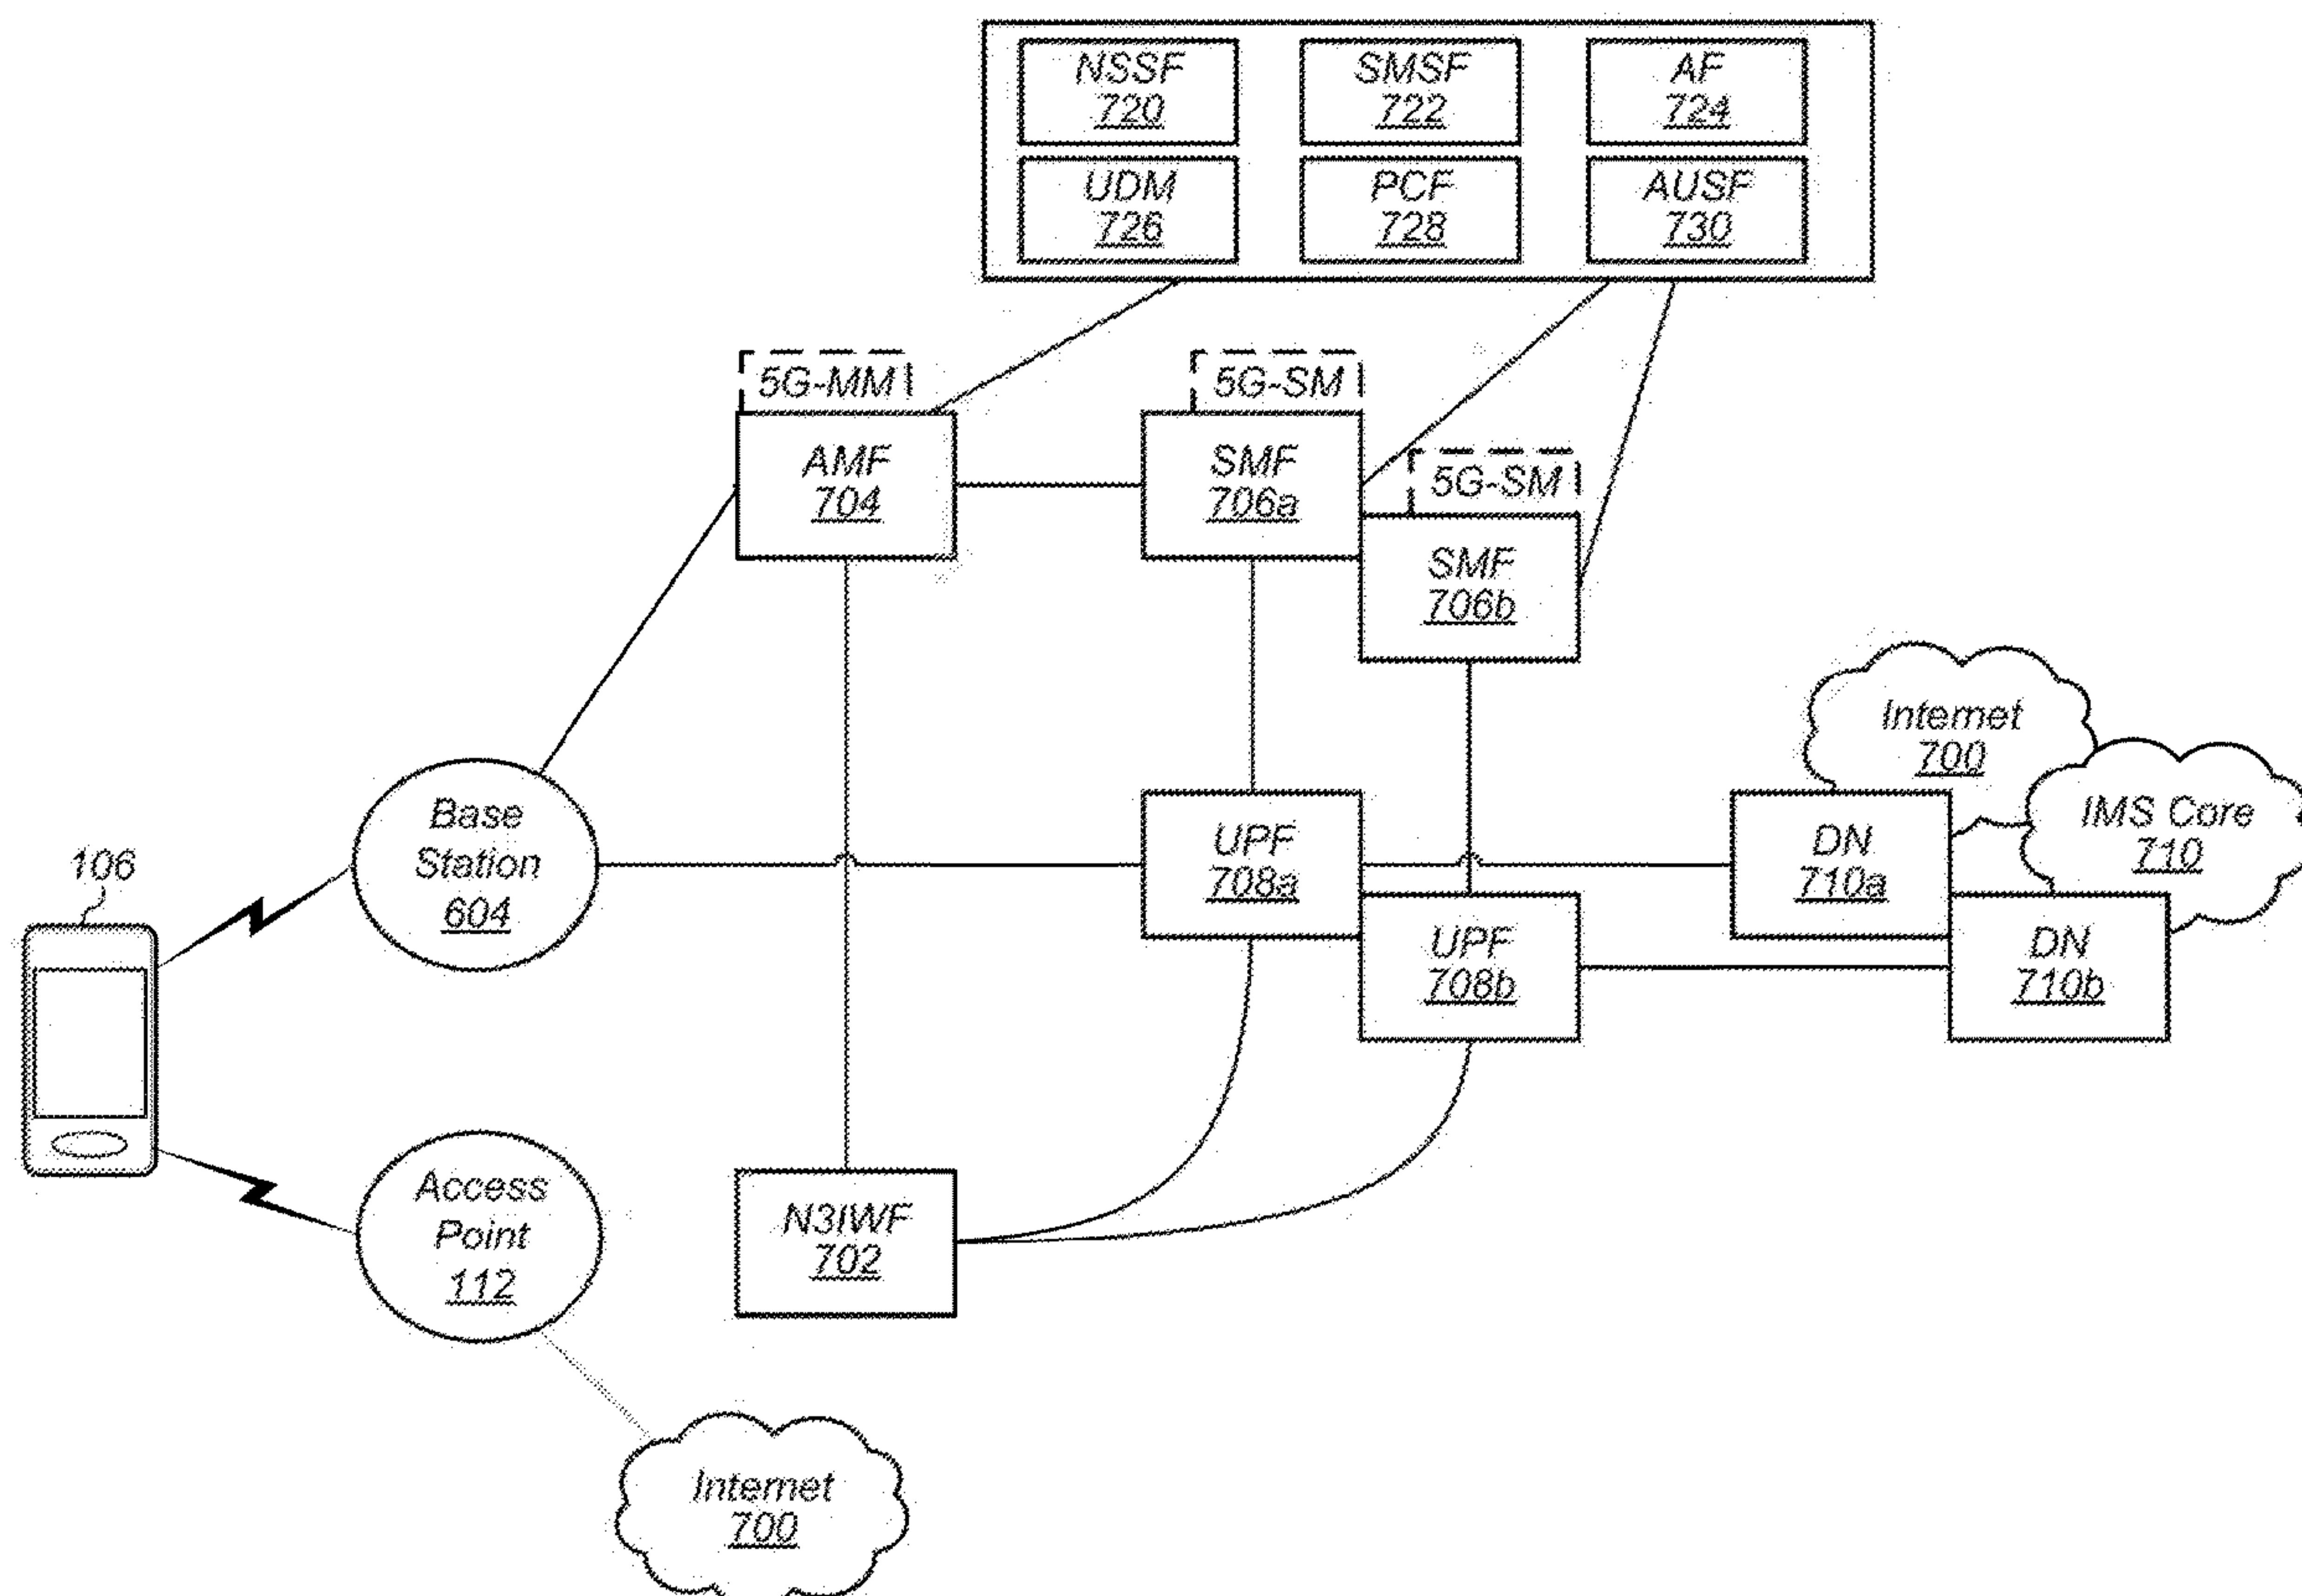 NSSF
720
SMSF
722
AF
724
UDM
726
PCF
728
AUSF
730
5G-MM
5G-SM
AMF
704
SMF
706a
5G-SM
SMF
706b
Internet
700
IMS Core
710
Base
Station
604
UPF
708a
DN
710a
106
UPF
708b
DN
710b
Access
Point
112
N3IWF
702
Internet
700